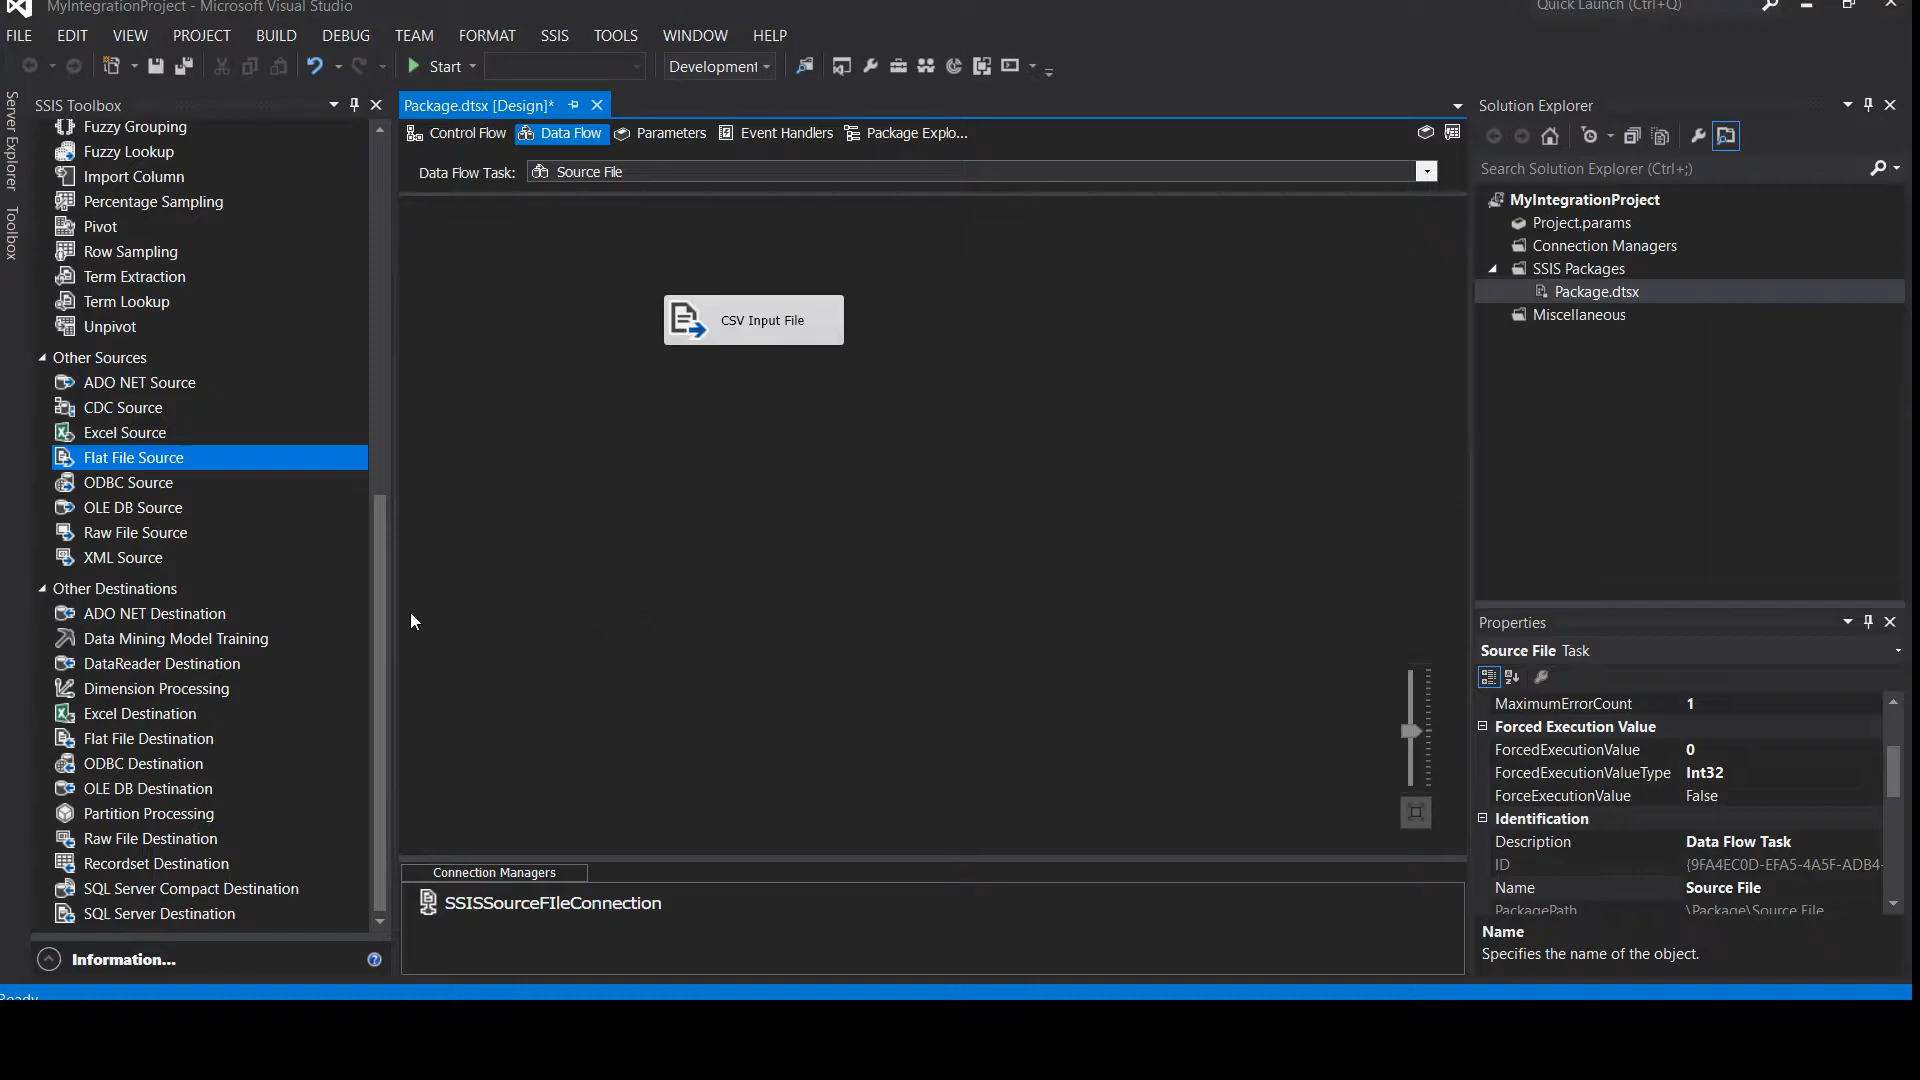 MyIntegrationProject - Microsoft Visual Studio
Quick Launch (Ctrl+Q)
FILE EDIT VIEW PROJECT BUILD DEBUG TEAM FORMAT SSIS TOOLS WINDOW HELP
Start
Development
Server Explorer
Toolbox
SSIS Toolbox
Fuzzy Grouping
Fuzzy Lookup
Import Column
Percentage Sampling
Pivot
Row Sampling
Term Extraction
Term Lookup
Unpivot
Other Sources
ADO NET Source
CDC Source
Excel Source
Flat File Source
ODBC Source
OLE DB Source
Raw File Source
XML Source
Other Destinations
ADO NET Destination
Data Mining Model Training
DataReader Destination
Dimension Processing
Excel Destination
Flat File Destination
ODBC Destination
OLE DB Destination
Partition Processing
Raw File Destination
Recordset Destination
SQL Server Compact Destination
SQL Server Destination
Information...
Package.dtsx [Design]*
Control Flow Data Flow Parameters Event Handlers Package Explo...
Data Flow Task: Source File
CSV Input File
Connection Managers
SSISSourceFIleConnection
Solution Explorer
Search Solution Explorer (Ctrl+;)
MyIntegrationProject
Project.params
Connection Managers
SSIS Packages
Package.dtsx
Miscellaneous
Properties
Source File Task
MaximumErrorCount 1
Forced Execution Value
ForcedExecutionValue 0
ForcedExecutionValueType Int32
ForceExecutionValue False
Identification
Description Data Flow Task
ID {9FA4EC0D-EFA5-4A5F-ADB4-
Name Source File
PackagePath \Package\Source File
Name
Specifies the name of the object.
Ready